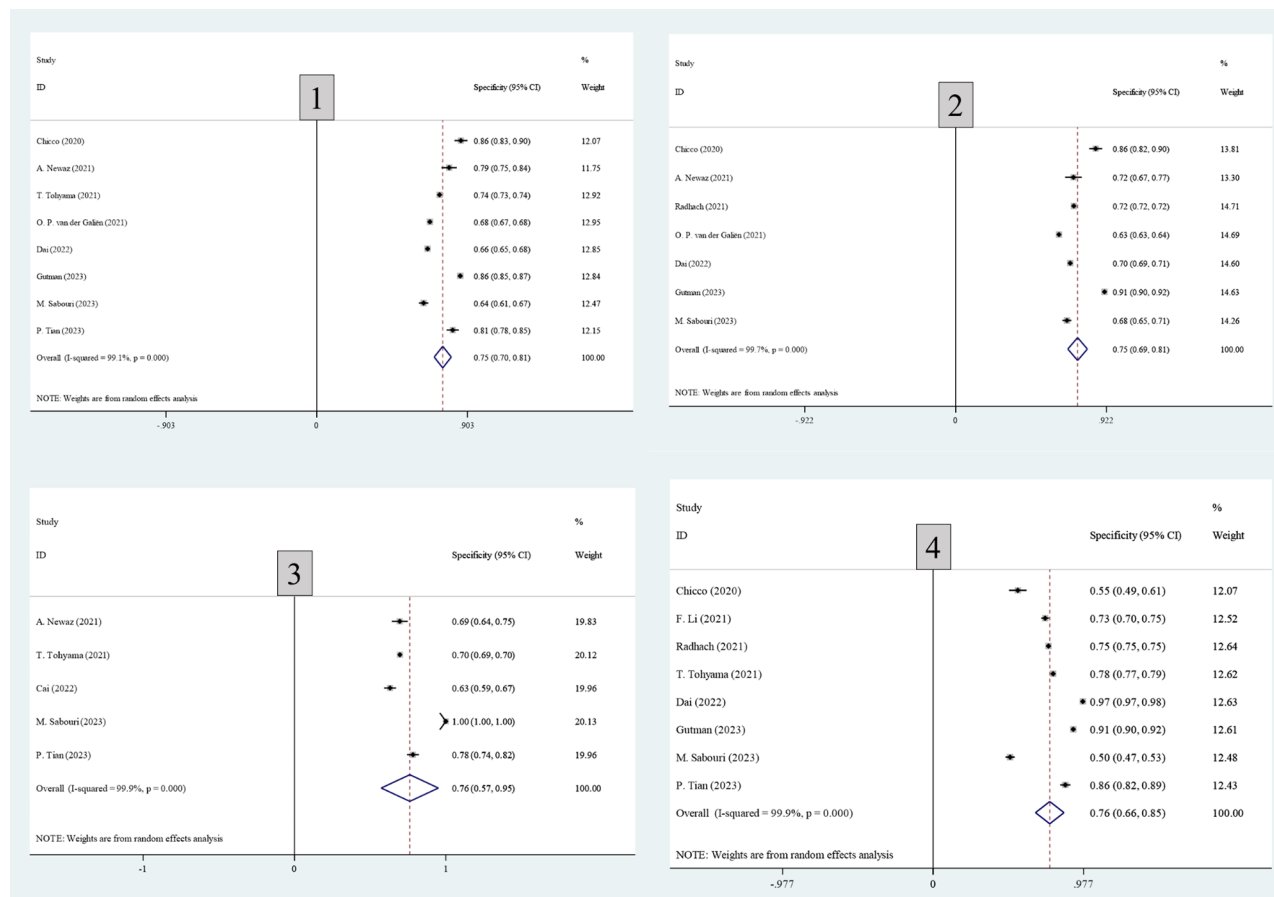 Study %
ID Specificity (95% CI) Weight
1
Chicco (2020) 0.86 (0.83, 0.90) 12.07
A. Newaz (2021) 0.79 (0.75, 0.84) 11.75
T. Tohyama (2021) 0.74 (0.73, 0.74) 12.92
O. P. van der Galiën (2021) 0.68 (0.67, 0.68) 12.95
Dai (2022) 0.66 (0.65, 0.68) 12.85
Gutman (2023) 0.86 (0.85, 0.87) 12.84
M. Sabouri (2023) 0.64 (0.61, 0.67) 12.47
P. Tian (2023) 0.81 (0.78, 0.85) 12.15
Overall (I-squared = 99.1%, p = 0.000) 0.75 (0.70, 0.81) 100.00
NOTE: Weights are from random effects analysis
-.903 0 .903
Study %
ID Specificity (95% CI) Weight
2
Chicco (2020) 0.86 (0.82, 0.90) 13.81
A. Newaz (2021) 0.72 (0.67, 0.77) 13.30
Radhach (2021) 0.72 (0.72, 0.72) 14.71
O. P. van der Galiën (2021) 0.63 (0.63, 0.64) 14.69
Dai (2022) 0.70 (0.69, 0.71) 14.60
Gutman (2023) 0.91 (0.90, 0.92) 14.63
M. Sabouri (2023) 0.68 (0.65, 0.71) 14.26
Overall (I-squared = 99.7%, p = 0.000) 0.75 (0.69, 0.81) 100.00
NOTE: Weights are from random effects analysis
-.922 0 .922
Study %
ID Specificity (95% CI) Weight
3
A. Newaz (2021) 0.69 (0.64, 0.75) 19.83
T. Tohyama (2021) 0.70 (0.69, 0.70) 20.12
Cai (2022) 0.63 (0.59, 0.67) 19.96
M. Sabouri (2023) 1.00 (1.00, 1.00) 20.13
P. Tian (2023) 0.78 (0.74, 0.82) 19.96
Overall (I-squared = 99.9%, p = 0.000) 0.76 (0.57, 0.95) 100.00
NOTE: Weights are from random effects analysis
-1 0 1
Study %
ID Specificity (95% CI) Weight
4
Chicco (2020) 0.55 (0.49, 0.61) 12.07
F. Li (2021) 0.73 (0.70, 0.75) 12.52
Radhach (2021) 0.75 (0.75, 0.75) 12.64
T. Tohyama (2021) 0.78 (0.77, 0.79) 12.62
Dai (2022) 0.97 (0.97, 0.98) 12.63
Gutman (2023) 0.91 (0.90, 0.92) 12.61
M. Sabouri (2023) 0.50 (0.47, 0.53) 12.48
P. Tian (2023) 0.86 (0.82, 0.89) 12.43
Overall (I-squared = 99.9%, p = 0.000) 0.76 (0.66, 0.85) 100.00
NOTE: Weights are from random effects analysis
-.977 0 .977